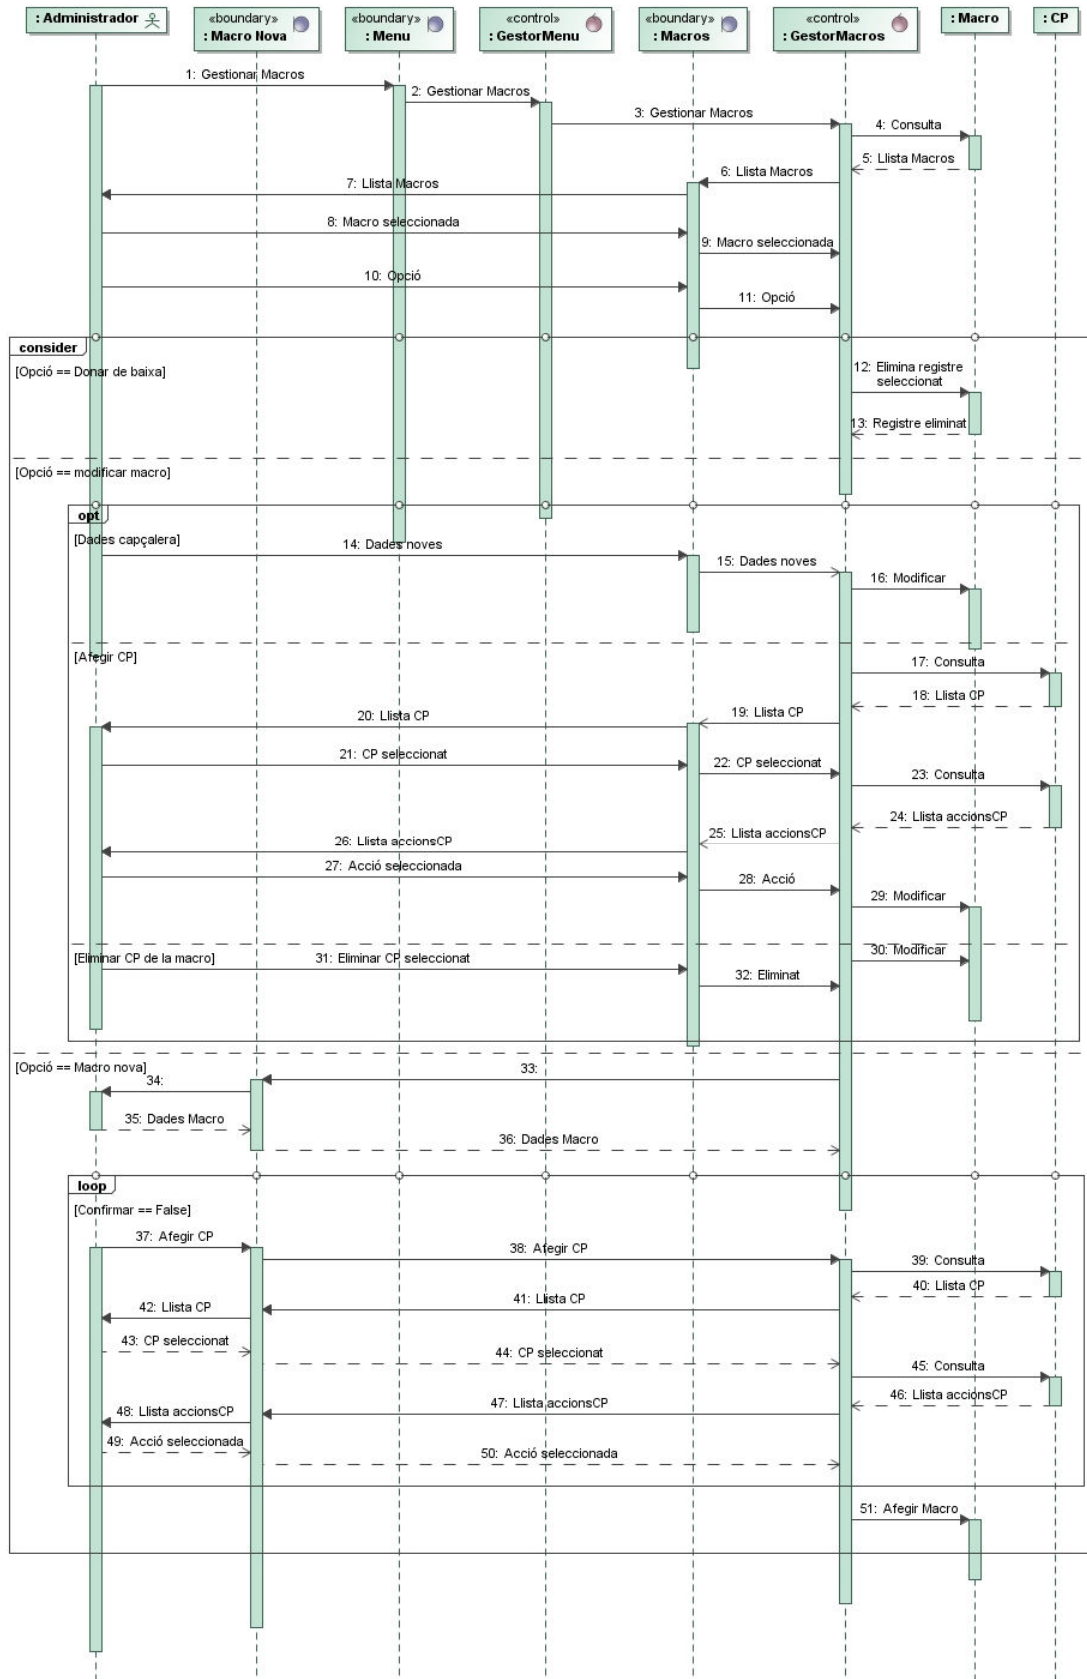 : Administrador
«boundary»
: Macro Nova
«boundary»
: Menu
«control»
: GestorMenu
«boundary»
: Macros
«control»
: GestorMacros
: Macro
: CP
1: Gestionar Macros
2: Gestionar Macros
3: Gestionar Macros
4: Consulta
5: Llista Macros
6: Llista Macros
7: Llista Macros
8: Macro seleccionada
9: Macro seleccionada
10: Opció
11: Opció
consider
[Opció == Donar de baixa]
12: Elimina registre
seleccionat
13: Registre eliminat
[Opció == modificar macro]
opt
[Dades capçalera]
14: Dades noves
15: Dades noves
16: Modificar
[Afegir CP]
17: Consulta
18: Llista CP
19: Llista CP
20: Llista CP
21: CP seleccionat
22: CP seleccionat
23: Consulta
24: Llista accionsCP
25: Llista accionsCP
26: Llista accionsCP
27: Acció seleccionada
28: Acció
29: Modificar
[Eliminar CP de la macro]
30: Modificar
31: Eliminar CP seleccionat
32: Eliminat
[Opció == Macro nova]
33:
34:
35: Dades Macro
36: Dades Macro
loop
[Confirmar == False]
37: Afegir CP
38: Afegir CP
39: Consulta
40: Llista CP
41: Llista CP
42: Llista CP
43: CP seleccionat
44: CP seleccionat
45: Consulta
46: Llista accionsCP
47: Llista accionsCP
48: Llista accionsCP
49: Acció seleccionada
50: Acció seleccionada
51: Afegir Macro